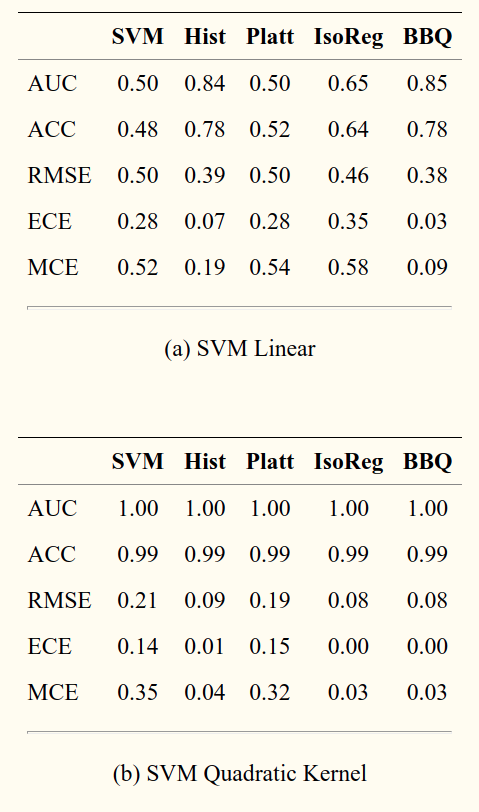 SVM Hist Platt IsoReg BBQ
AUC 0.50 0.84 0.50 0.65 0.85
ACC 0.48 0.78 0.52 0.64 0.78
RMSE 0.50 0.39 0.50 0.46 0.38
ECE 0.28 0.07 0.28 0.35 0.03
MCE 0.52 0.19 0.54 0.58 0.09
(a) SVM Linear
SVM Hist Platt IsoReg BBQ
AUC 1.00 1.00 1.00 1.00 1.00
ACC 0.99 0.99 0.99 0.99 0.99
RMSE 0.21 0.09 0.19 0.08 0.08
ECE 0.14 0.01 0.15 0.00 0.00
MCE 0.35 0.04 0.32 0.03 0.03
(b) SVM Quadratic Kernel